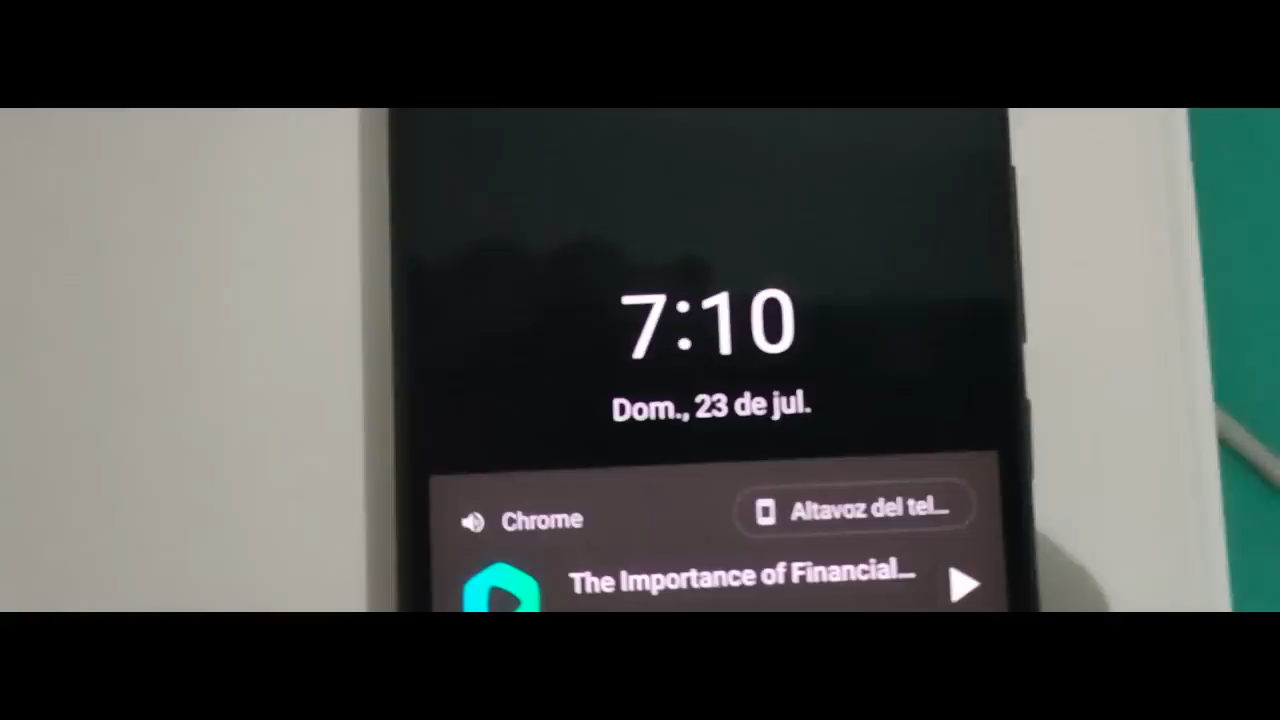 7:10
Dom., 23 de jul.
Chrome
Altavoz del tel...
The Importance of Financial...